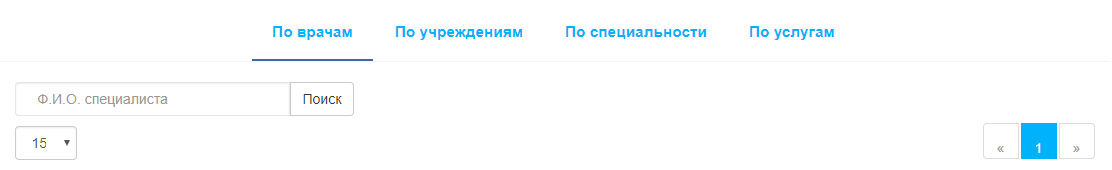 По врачам По учреждениям По специальности По услугам
Ф.И.О. специалиста Поиск
15 « 1 »